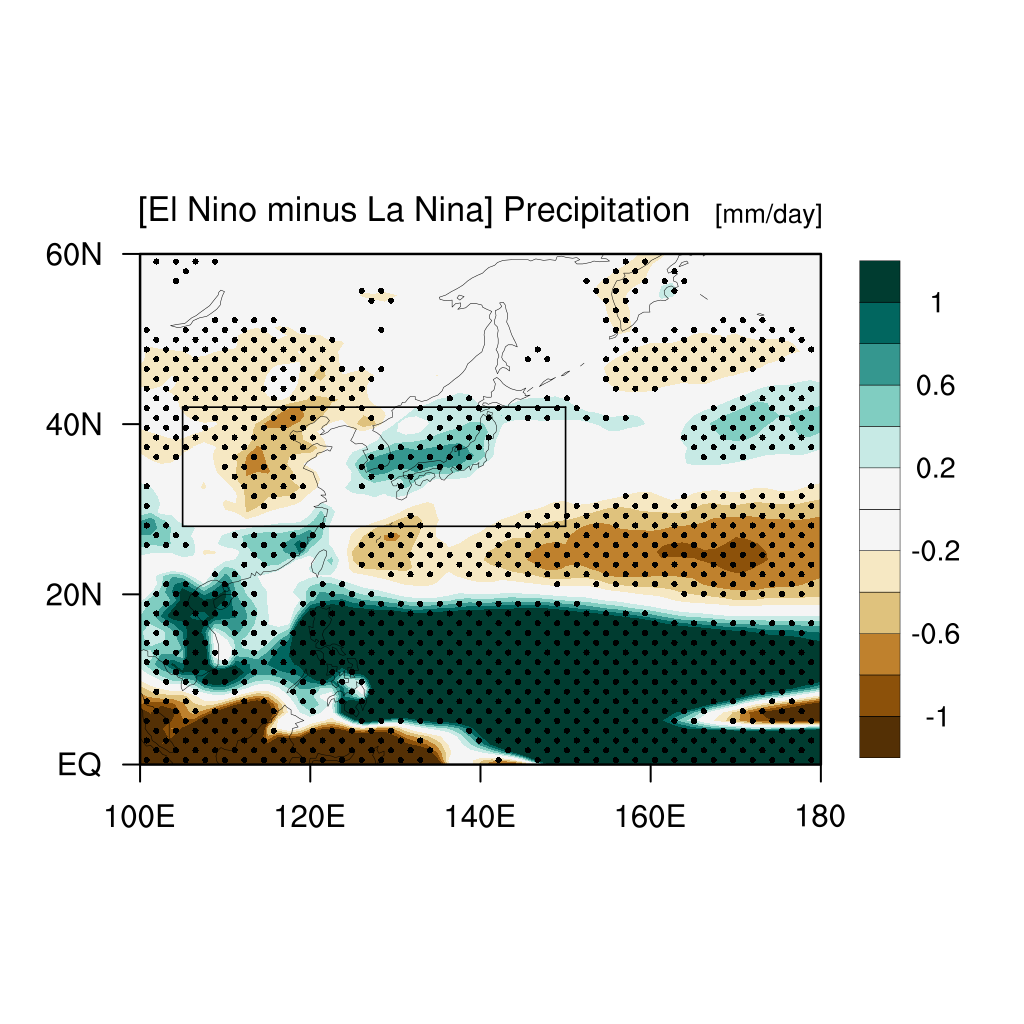 [El Nino minus La Nina] Precipitation [mm/day]
60N
40N
20N
EQ
100E 120E 140E 160E 180
1
0.6
0.2
-0.2
-0.6
-1